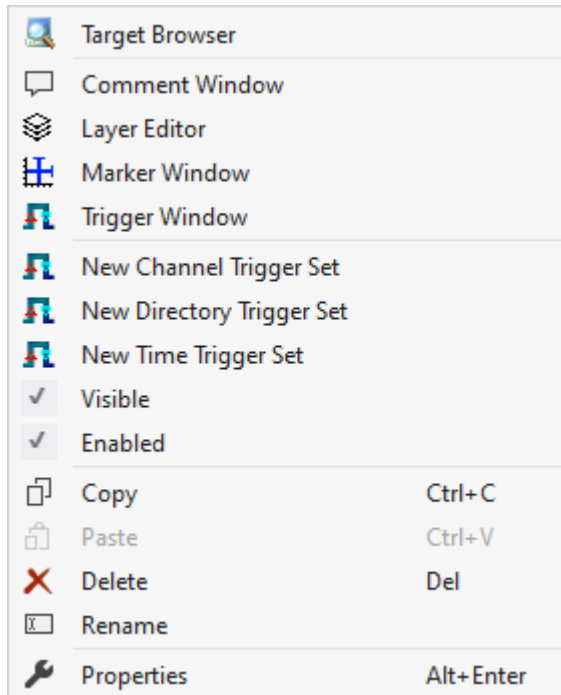 Target Browser
Comment Window
Layer Editor
Marker Window
Trigger Window
New Channel Trigger Set
New Directory Trigger Set
New Time Trigger Set
Visible
Enabled
Copy Ctrl+C
Paste Ctrl+V
Delete Del
Rename
Properties Alt+Enter